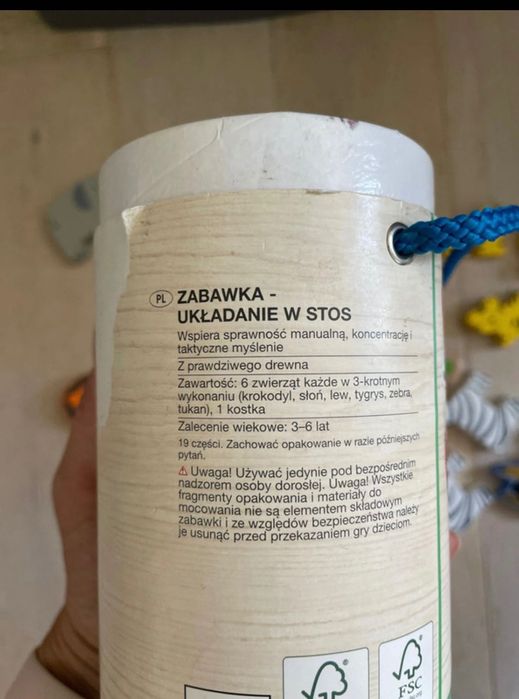 PL ZABAWKA -
UKŁADANIE W STOS
Wspiera sprawność manualną, koncentrację i
taktyczne myślenie
Z prawdziwego drewna
Zawartość: 6 zwierząt każde w 3-krotnym
wykonaniu (krokodyl, słoń, lew, tygrys, zebra,
tukan), 1 kostka
Zalecenie wiekowe: 3–6 lat
19 części. Zachować opakowanie w razie późniejszych
pytań.
⚠ Uwaga! Używać jedynie pod bezpośrednim
nadzorem osoby dorosłej. Uwaga! Wszystkie
fragmenty opakowania i materiały do
mocowania nie są elementem składowym
zabawki i ze względów bezpieczeństwa należy
je usunąć przed przekazaniem gry dzieciom.
FSC